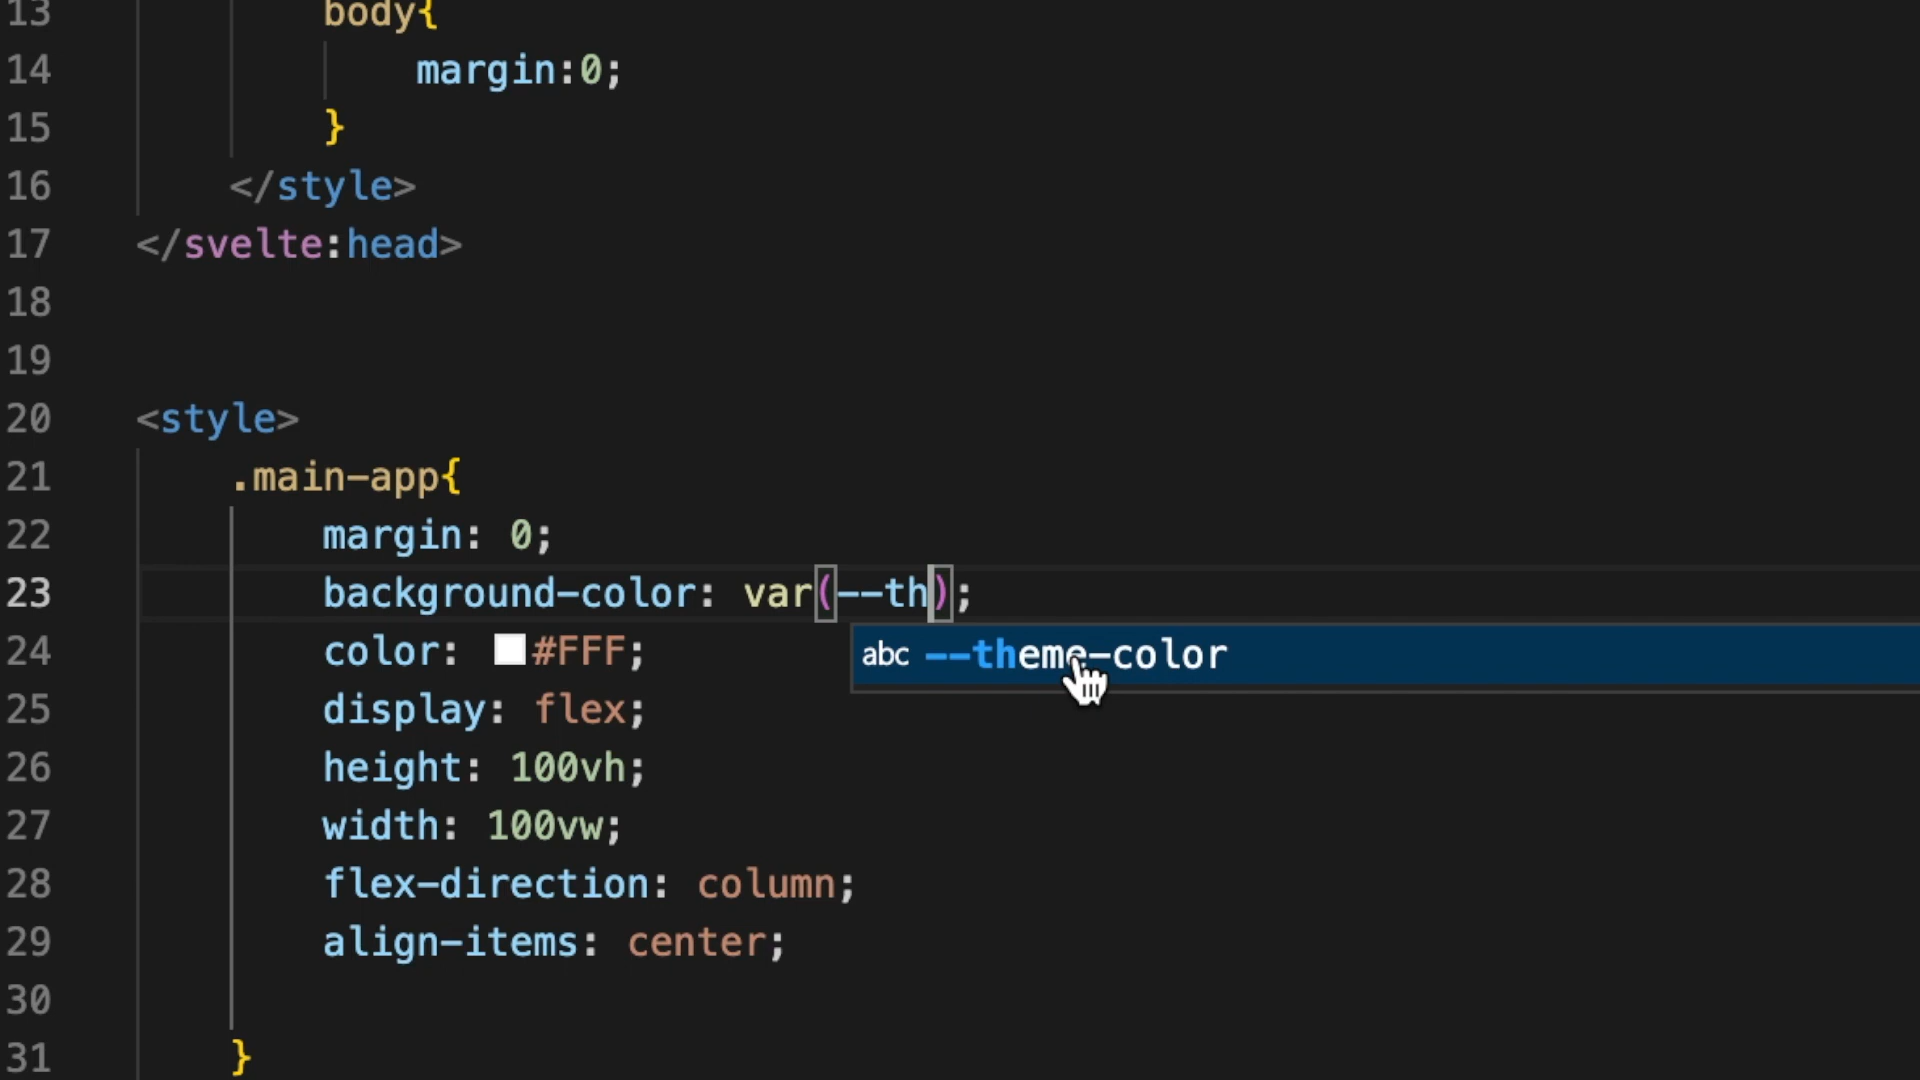 13 body{
14 margin:0;
15 }
16 </style>
17 </svelte:head>
18
19
20 <style>
21 .main-app{
22 margin: 0;
23 background-color: var(--th);
24 color: #FFF;
abc --theme-color
25 display: flex;
26 height: 100vh;
27 width: 100vw;
28 flex-direction: column;
29 align-items: center;
30
31 }